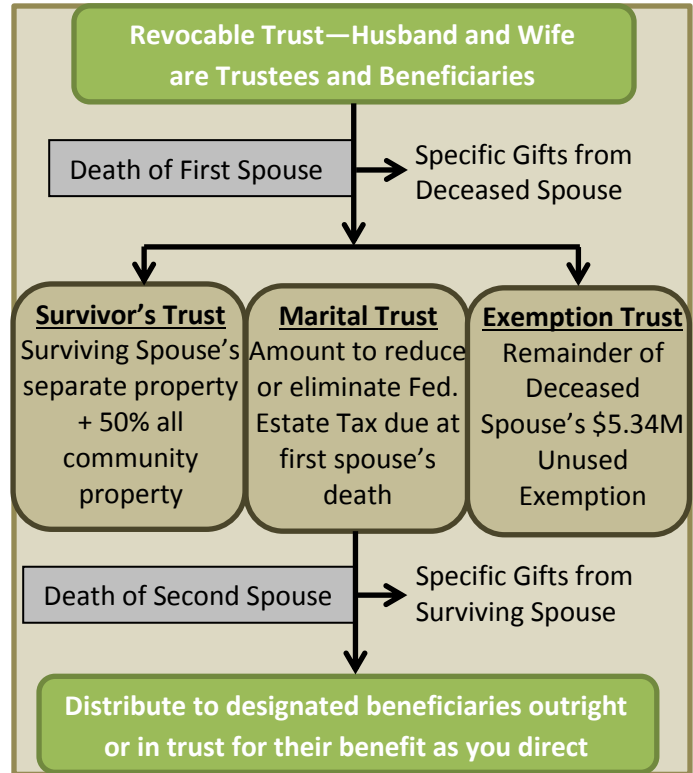 Revocable Trust—Husband and Wife
are Trustees and Beneficiaries
Death of First Spouse
Specific Gifts from
Deceased Spouse
Survivor’s Trust
Surviving Spouse’s
separate property
+ 50% all
community
property
Marital Trust
Amount to reduce
or eliminate Fed.
Estate Tax due at
first spouse’s
death
Exemption Trust
Remainder of
Deceased
Spouse’s $5.34M
Unused
Exemption
Death of Second Spouse
Specific Gifts from
Surviving Spouse
Distribute to designated beneficiaries outright
or in trust for their benefit as you direct